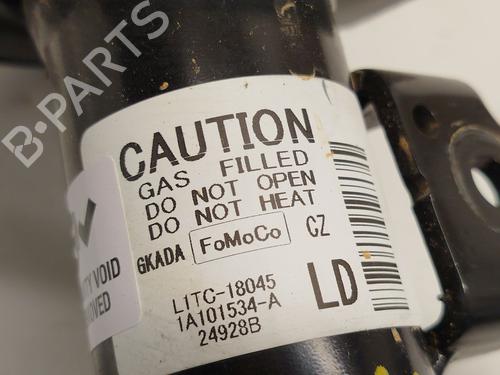 B-PARTS
CAUTION
GAS FILLED
DO NOT OPEN
DO NOT HEAT
GKADA FoMoCo CZ
L1TC-18045 LD
1A101534-A
24928B
VOID